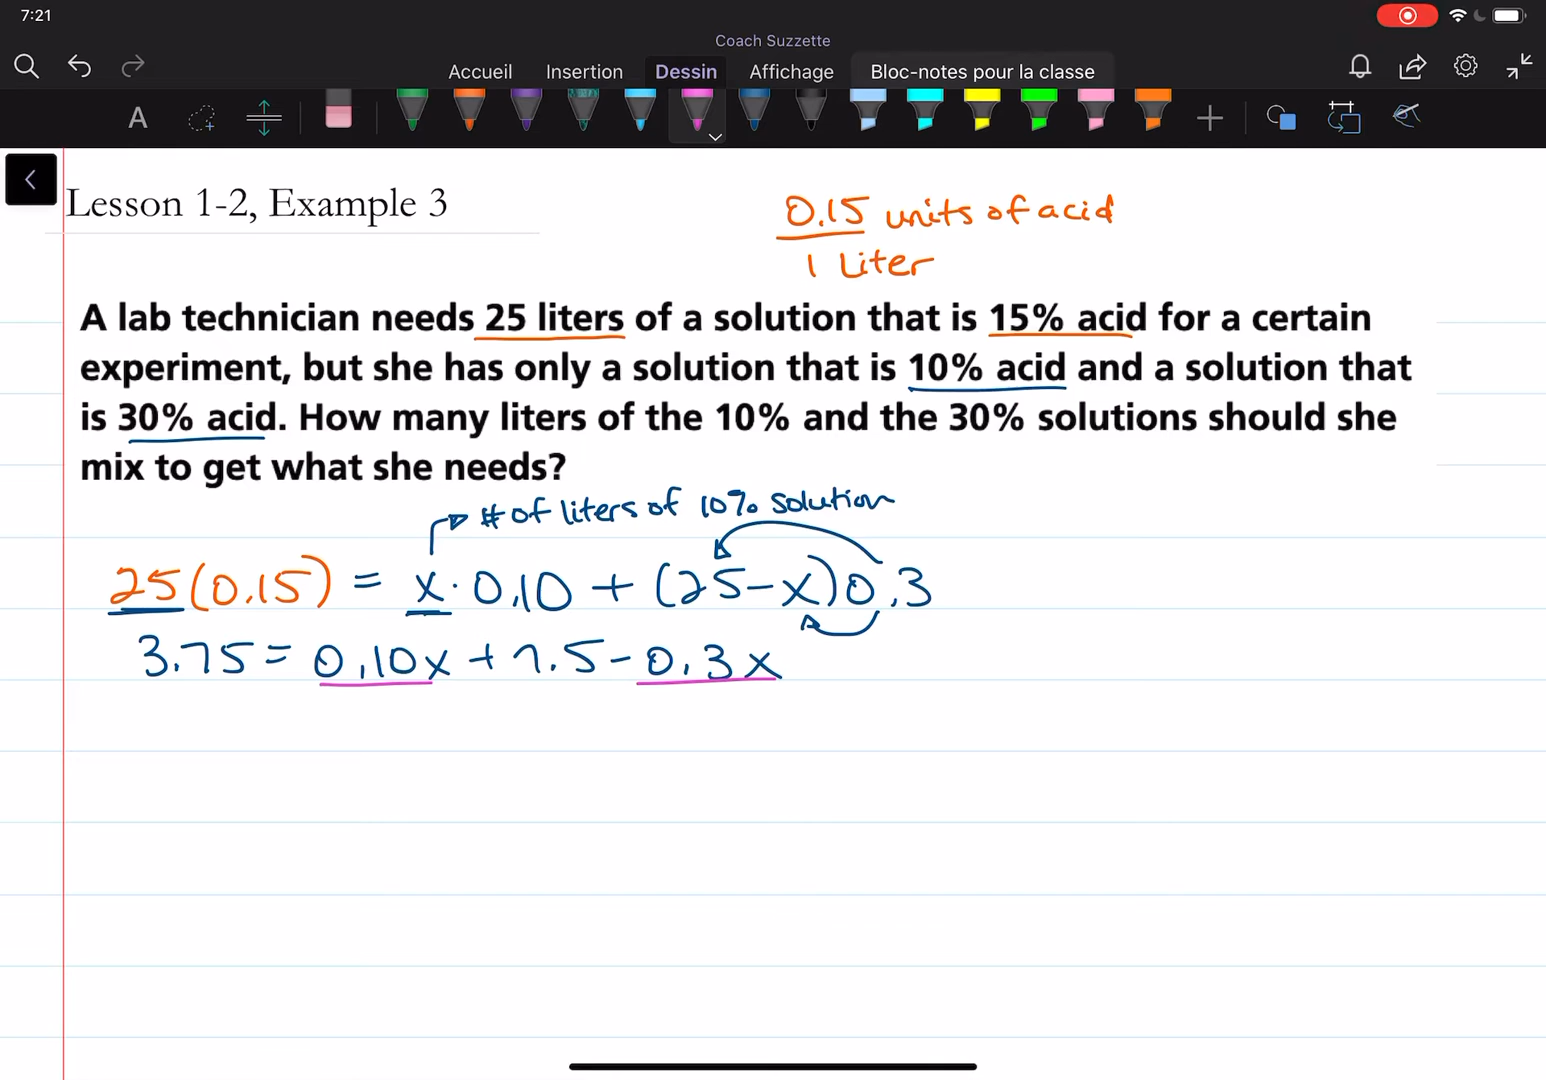 7:21
Coach Suzzette
Accueil Insertion Dessin Affichage Bloc-notes pour la classe
A
Lesson 1-2, Example 3
0.15 units of acid
1 Liter
A lab technician needs 25 liters of a solution that is 15% acid for a certain
experiment, but she has only a solution that is 10% acid and a solution that
is 30% acid. How many liters of the 10% and the 30% solutions should she
mix to get what she needs?
# of liters of 10% solution
25(0.15) = x · 0.10 + (25-x)0.3
3.75 = 0.10x + 7.5 - 0.3x